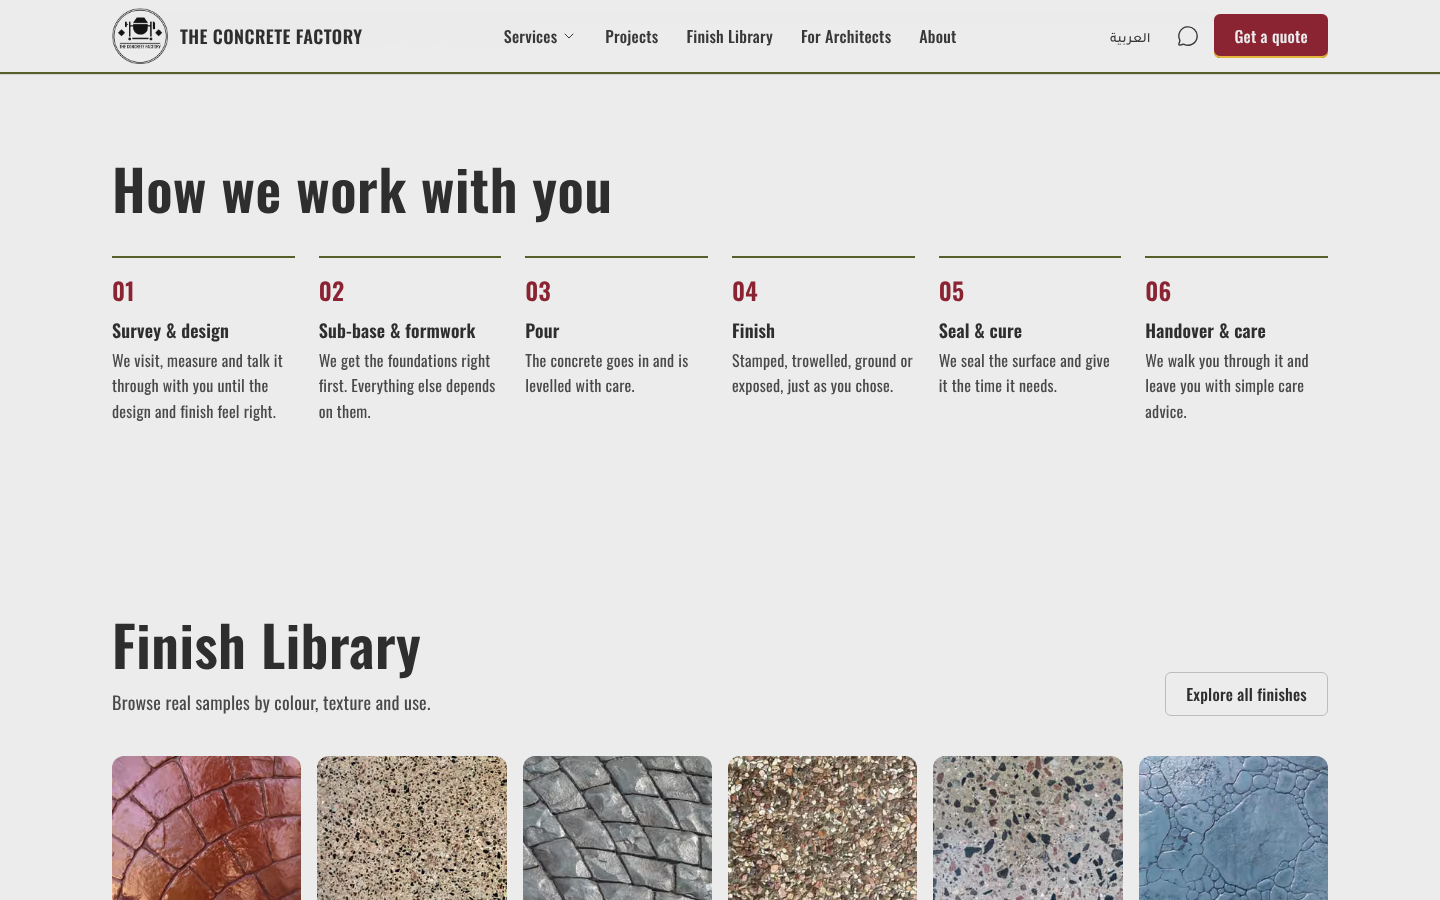 THE CONCRETE FACTORY
THE CONCRETE FACTORY
Services
Projects
Finish Library
For Architects
About
العربية
Get a quote
How we work with you
01
Survey & design
We visit, measure and talk it
through with you until the
design and finish feel right.
02
Sub-base & formwork
We get the foundations right
first. Everything else depends
on them.
03
Pour
The concrete goes in and is
levelled with care.
04
Finish
Stamped, trowelled, ground or
exposed, just as you chose.
05
Seal & cure
We seal the surface and give
it the time it needs.
06
Handover & care
We walk you through it and
leave you with simple care
advice.
Finish Library
Browse real samples by colour, texture and use.
Explore all finishes